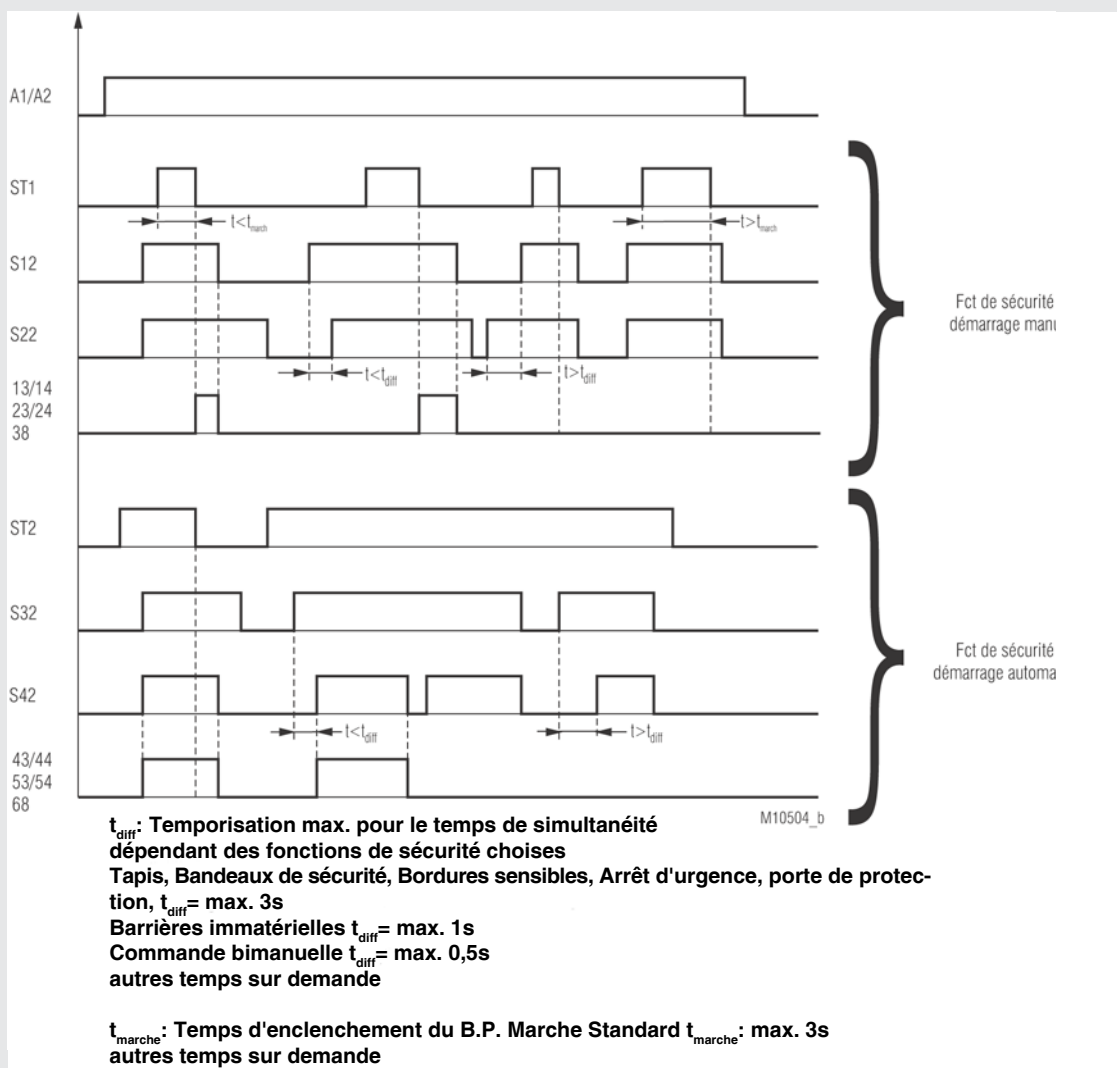 A1/A2
ST1
t<tmarch
t>tmarch
S12
S22
t<tdiff
t>tdiff
13/14
23/24
38
Fct de sécurité
démarrage manu
ST2
S32
S42
t<tdiff
t>tdiff
43/44
53/54
68
Fct de sécurité
démarrage automa
M10504_b
tdiff: Temporisation max. pour le temps de simultanéité
dépendant des fonctions de sécurité choises
Tapis, Bandeaux de sécurité, Bordures sensibles, Arrêt d'urgence, porte de protec-
tion, tdiff= max. 3s
Barrières immatérielles tdiff= max. 1s
Commande bimanuelle tdiff= max. 0,5s
autres temps sur demande
tmarche: Temps d'enclenchement du B.P. Marche Standard tmarche: max. 3s
autres temps sur demande